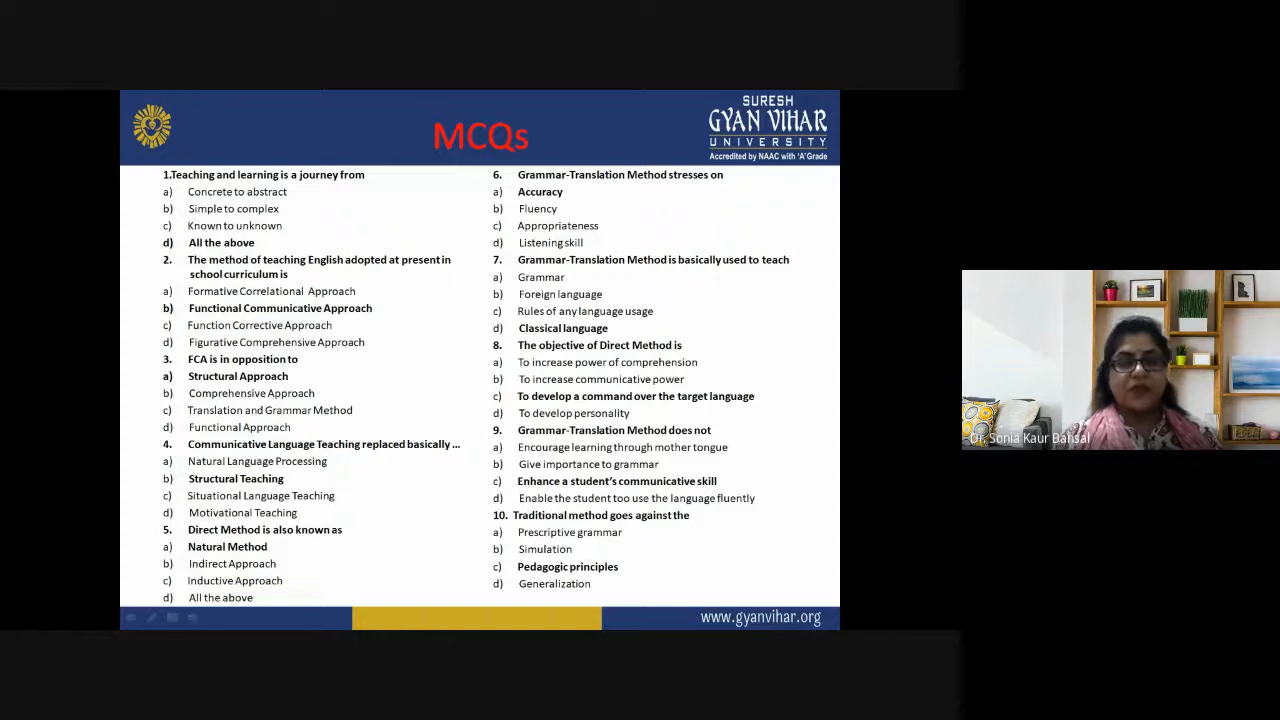 MCQs
SURESH
GYAN VIHAR
UNIVERSITY
Accredited by NAAC with 'A'Grade
1.Teaching and learning is a journey from
a) Concrete to abstract
b) Simple to complex
c) Known to unknown
d) All the above
2. The method of teaching English adopted at present in
school curriculum is
a) Formative Correlational Approach
b) Functional Communicative Approach
c) Function Corrective Approach
d) Figurative Comprehensive Approach
3. FCA is in opposition to
a) Structural Approach
b) Comprehensive Approach
c) Translation and Grammar Method
d) Functional Approach
4. Communicative Language Teaching replaced basically ...
a) Natural Language Processing
b) Structural Teaching
c) Situational Language Teaching
d) Motivational Teaching
5. Direct Method is also known as
a) Natural Method
b) Indirect Approach
c) Inductive Approach
d) All the above
6. Grammar-Translation Method stresses on
a) Accuracy
b) Fluency
c) Appropriateness
d) Listening skill
7. Grammar-Translation Method is basically used to teach
a) Grammar
b) Foreign language
c) Rules of any language usage
d) Classical language
8. The objective of Direct Method is
a) To increase power of comprehension
b) To increase communicative power
c) To develop a command over the target language
d) To develop personality
9. Grammar-Translation Method does not
a) Encourage learning through mother tongue
b) Give importance to grammar
c) Enhance a student's communicative skill
d) Enable the student too use the language fluently
10. Traditional method goes against the
a) Prescriptive grammar
b) Simulation
c) Pedagogic principles
d) Generalization
www.gyanvihar.org
Dr. Sonia Kaur Bansal